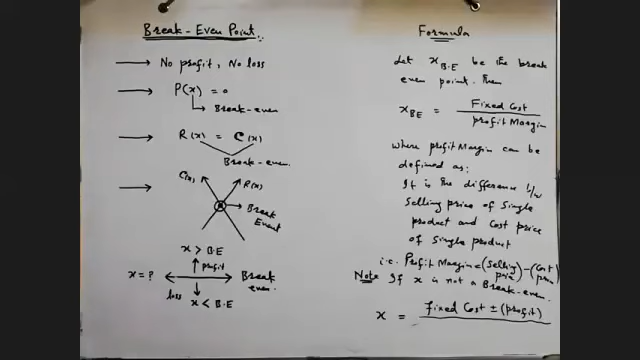 Break-Even Point
→ No profit, No loss
→ P(x) = 0
↳ Break-even
→ R(x) = C(x)
Break-even
→ C(x) R(x)
→ Break
Event
x > B.E
profit
x = ? Break
even
loss
x < B.E
Formula
Let x B.E be the break
even point. Then
x BE = Fixed Cost
profit Margin
where profit Margin can be
defined as:
It is the difference b/w
Selling price of Single
product and Cost price
of Single product
i.e. Profit Margin = (Selling price) - (Cost price)
Note If x is not a Break-even.
x = fixed Cost ± (profit)